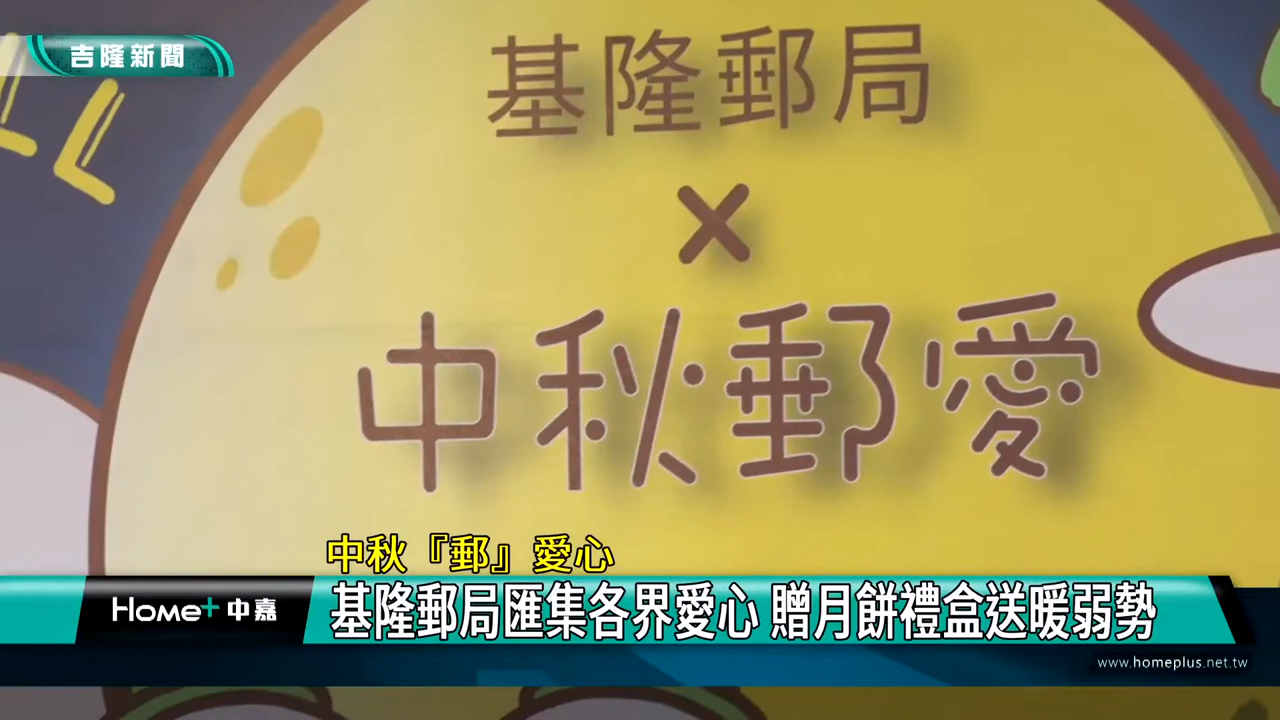 吉隆新聞
基隆郵局
×
中秋郵愛
中秋『郵』愛心
Home+ 中嘉
基隆郵局匯集各界愛心 贈月餅禮盒送暖弱勢
www.homeplus.net.tw